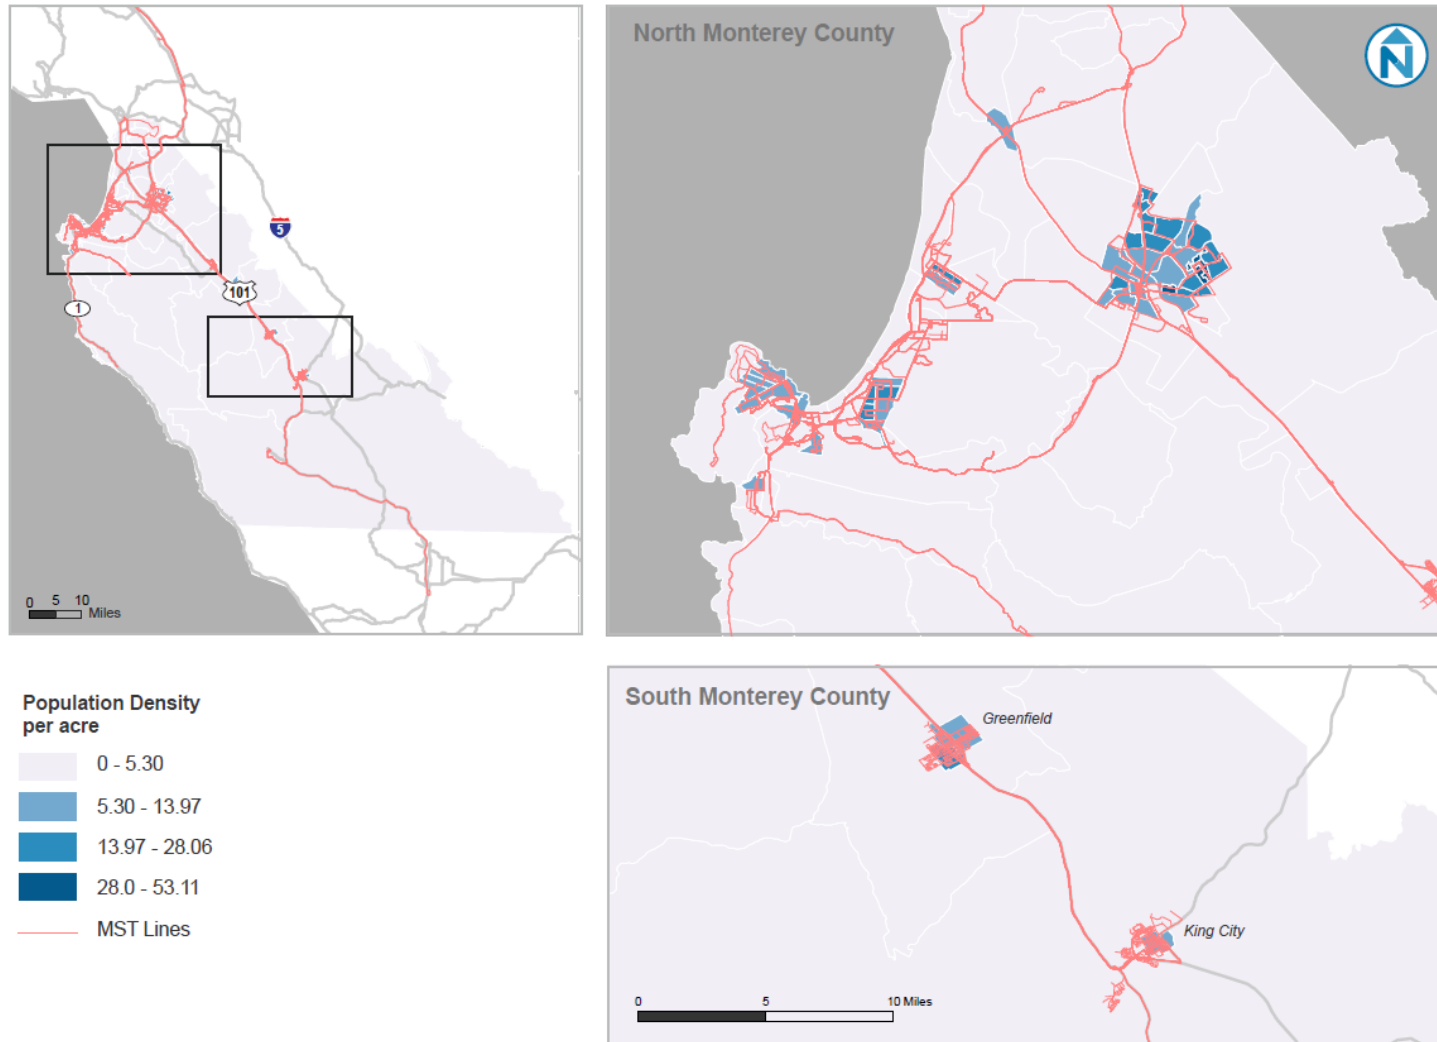 5
101
1
0 5 10
Miles
North Monterey County
N
Population Density
per acre
0 - 5.30
5.30 - 13.97
13.97 - 28.06
28.0 - 53.11
MST Lines
South Monterey County
Greenfield
King City
0 5 10 Miles